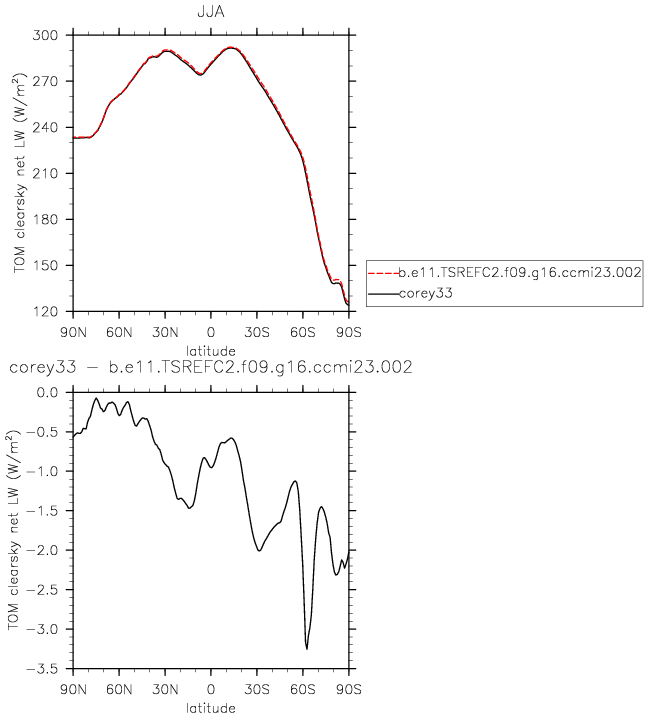 JJA
TOM clearsky net LW (W/m²)
300
270
240
210
180
150
120
90N 60N 30N 0 30S 60S 90S
latitude
b.e11.TSREFC2.f09.g16.ccmi23.002
corey33
corey33 − b.e11.TSREFC2.f09.g16.ccmi23.002
TOM clearsky net LW (W/m²)
0.0
−0.5
−1.0
−1.5
−2.0
−2.5
−3.0
−3.5
90N 60N 30N 0 30S 60S 90S
latitude